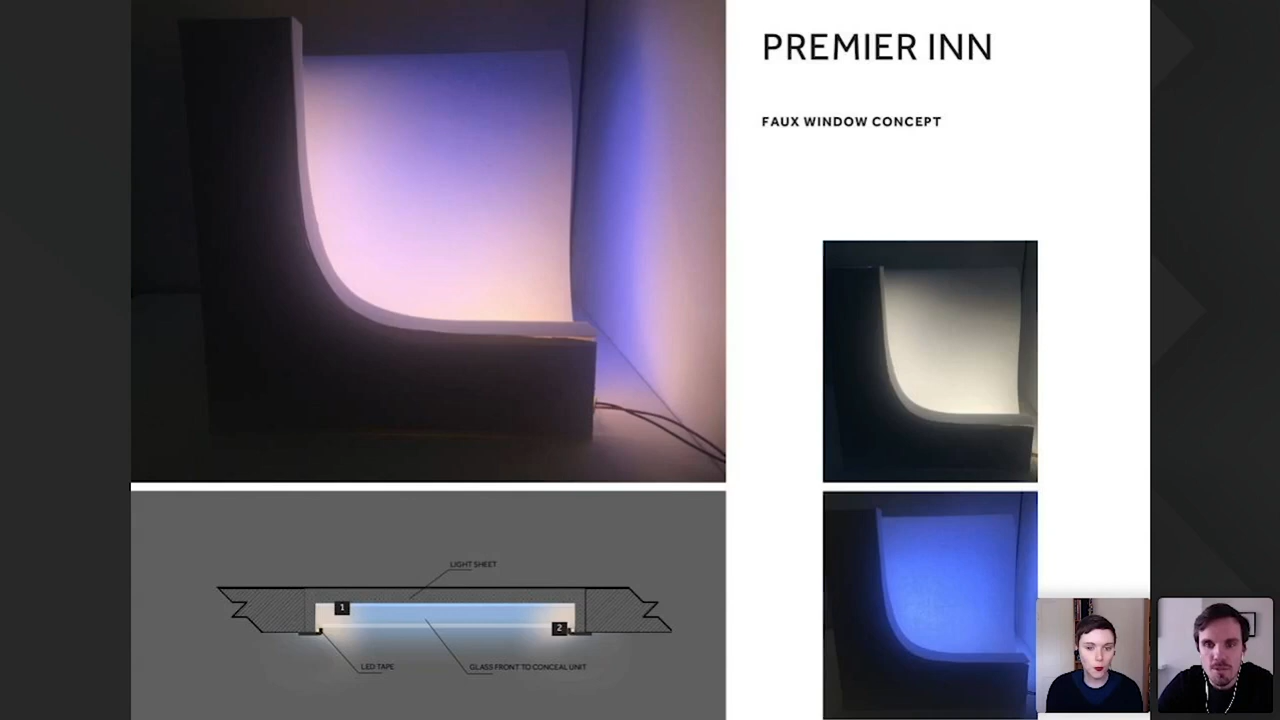 PREMIER INN
FAUX WINDOW CONCEPT
LIGHT SHEET
1
2
LED TAPE
GLASS FRONT TO CONCEAL UNIT